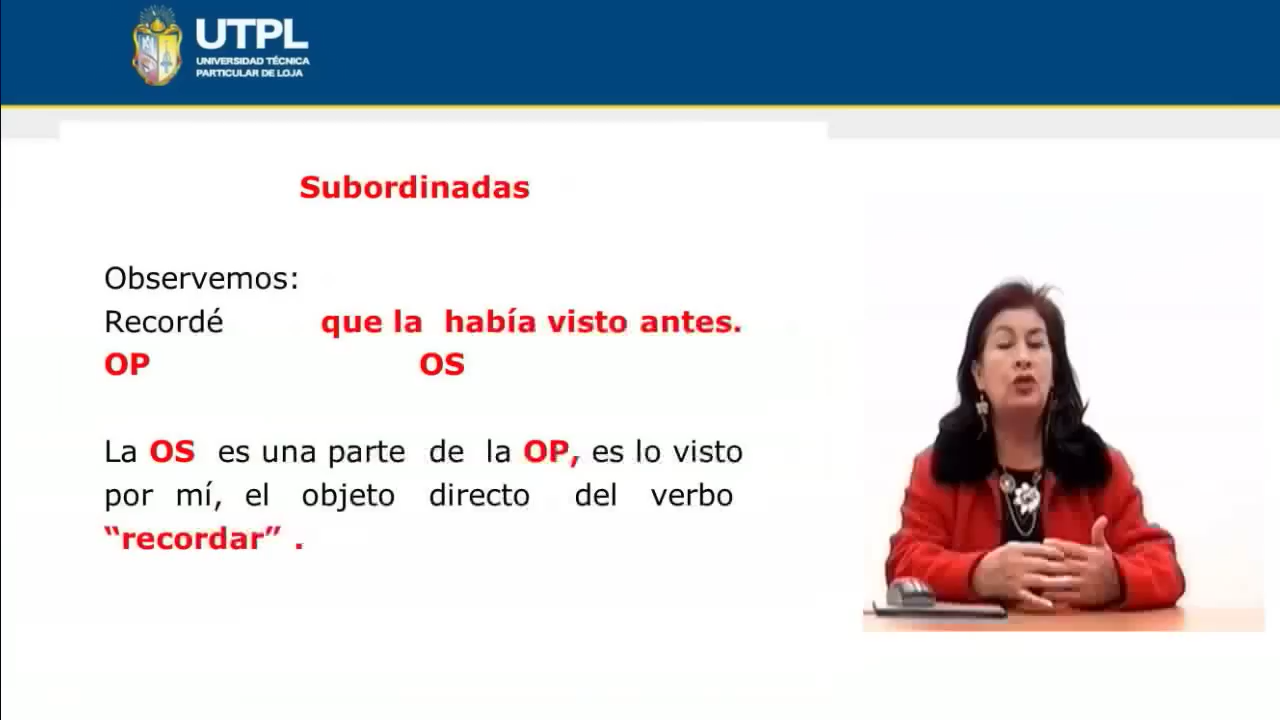 UTPL
UNIVERSIDAD TÉCNICA
PARTICULAR DE LOJA
Subordinadas
Observemos:
Recordé que la había visto antes.
OP OS
La OS es una parte de la OP, es lo visto
por mí, el objeto directo del verbo
“recordar” .